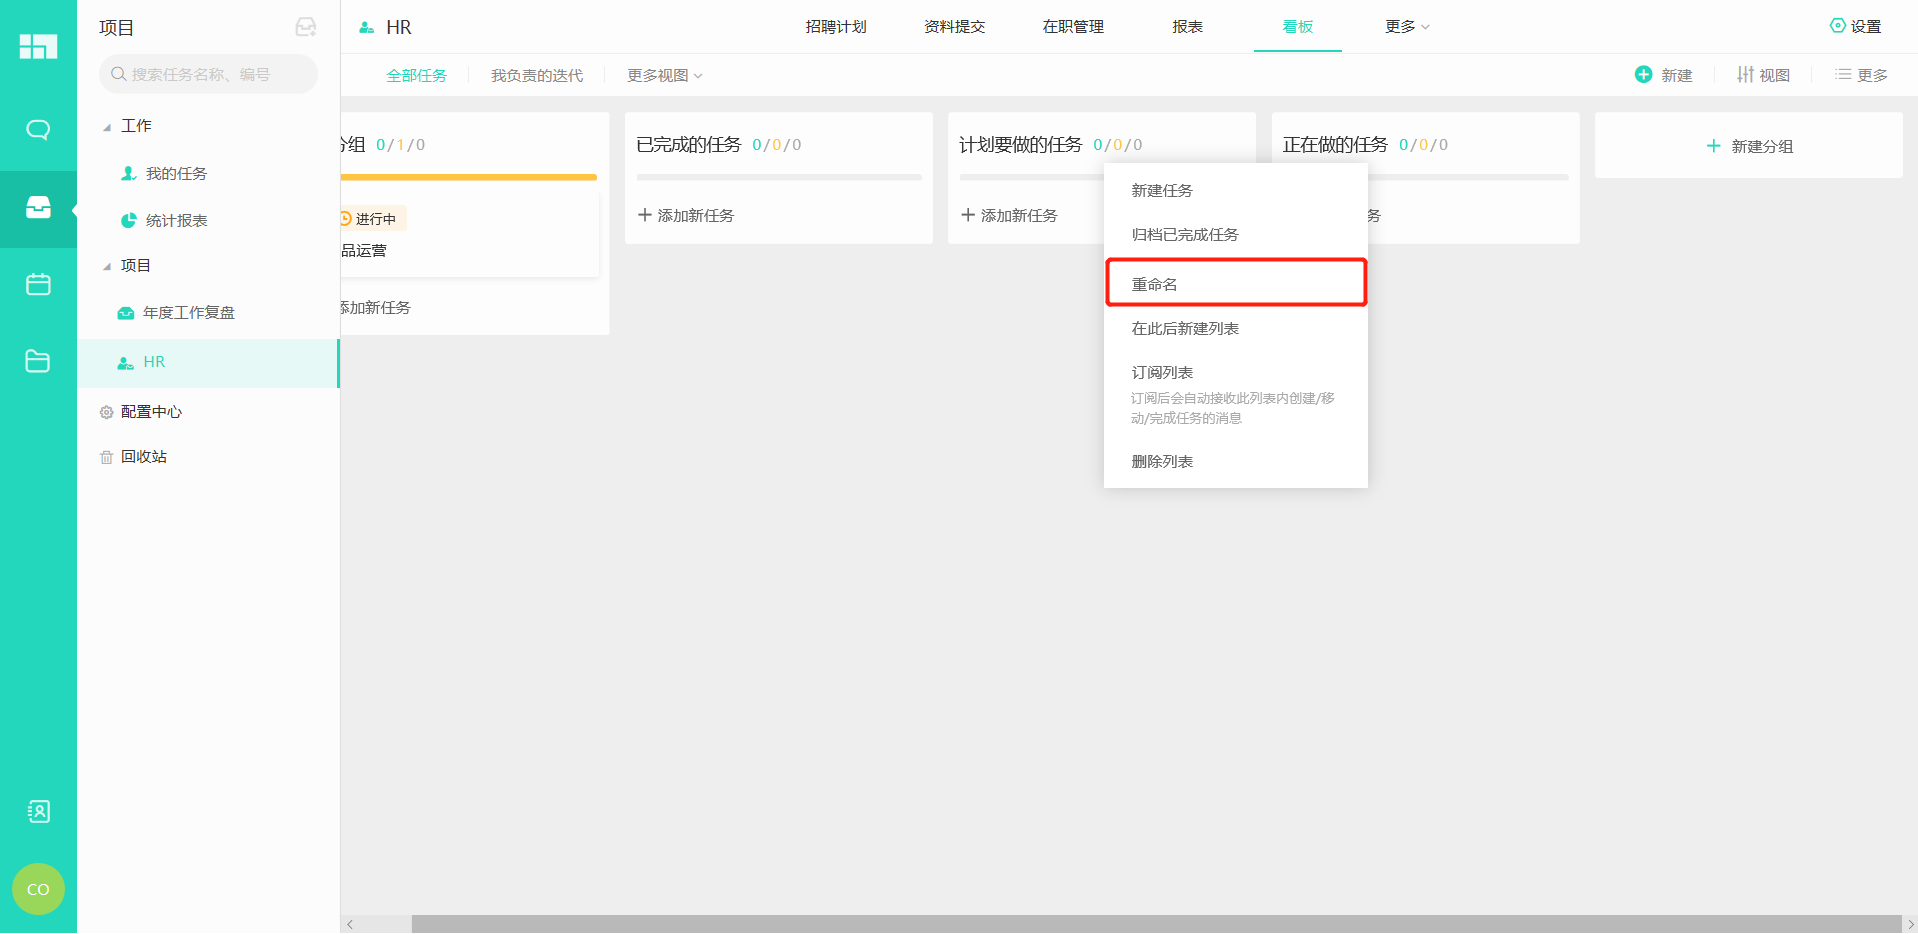 项目
搜索任务名称、编号
工作
我的任务
统计报表
项目
年度工作复盘
HR
配置中心
回收站
CO
HR
招聘计划
资料提交
在职管理
报表
看板
更多
设置
全部任务
我负责的迭代
更多视图
新建
视图
更多
组 0/1/0
进行中
品运营
添加新任务
已完成的任务 0/0/0
添加新任务
计划要做的任务 0/0/0
添加新任务
正在做的任务 0/0/0
务
新建分组
新建任务
归档已完成任务
重命名
在此后新建列表
订阅列表
订阅后会自动接收此列表内创建/移
动/完成任务的消息
删除列表